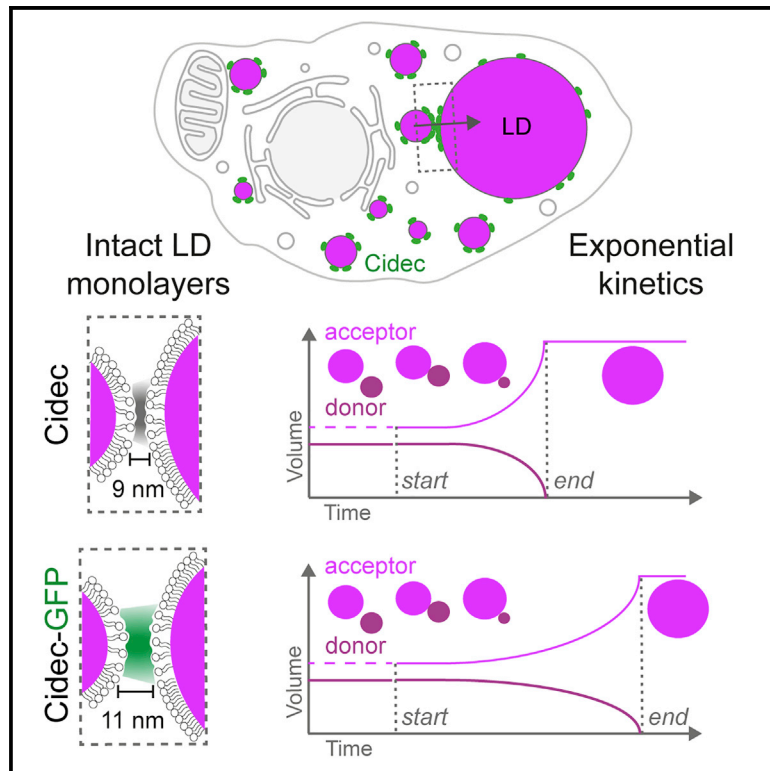 LD
Cidec
Intact LD
monolayers
Exponential
kinetics
Cidec
9 nm
acceptor
donor
Volume
start
end
Time
Cidec-GFP
11 nm
acceptor
donor
Volume
start
end
Time